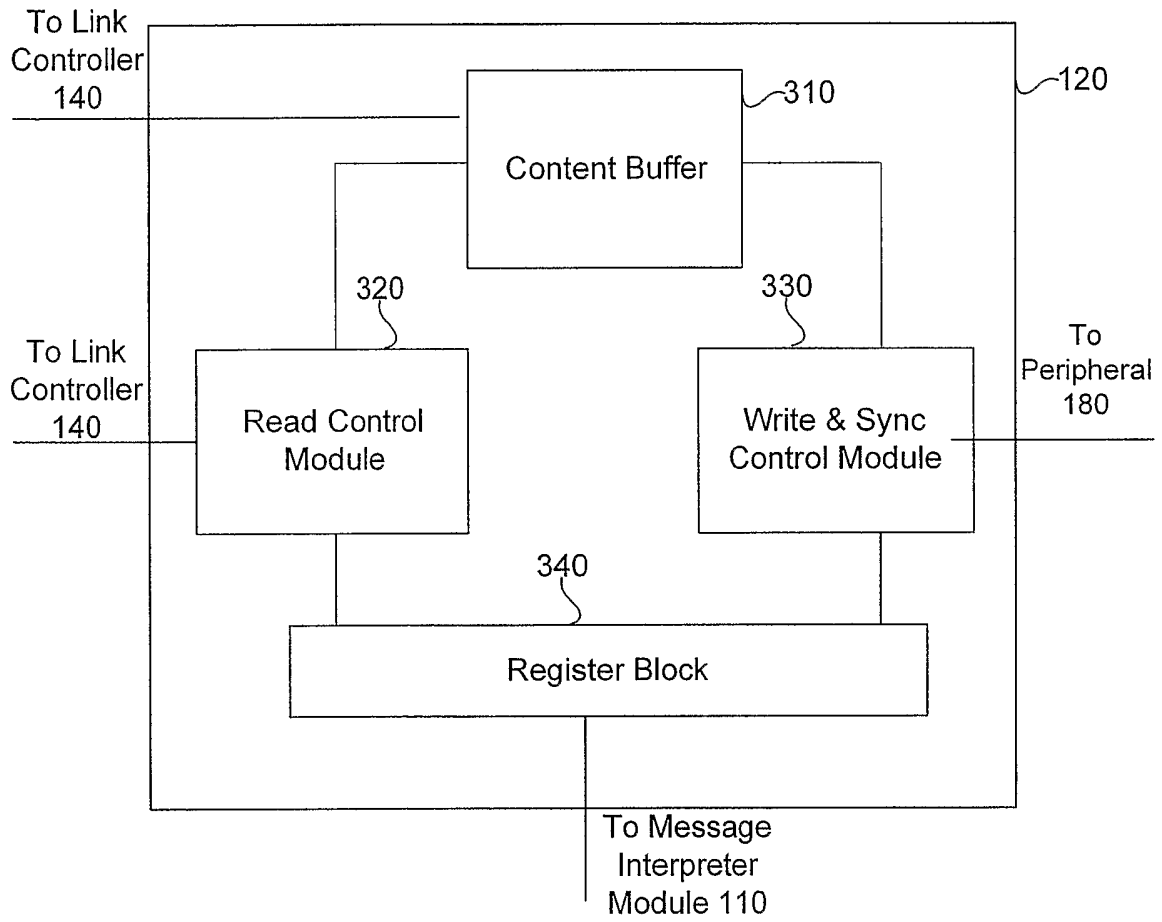 To Link
Controller
140
310
120
Content Buffer
320
330
To Link
Controller
140
To
Peripheral
180
Read Control
Module
Write & Sync
Control Module
340
Register Block
To Message
Interpreter
Module 110